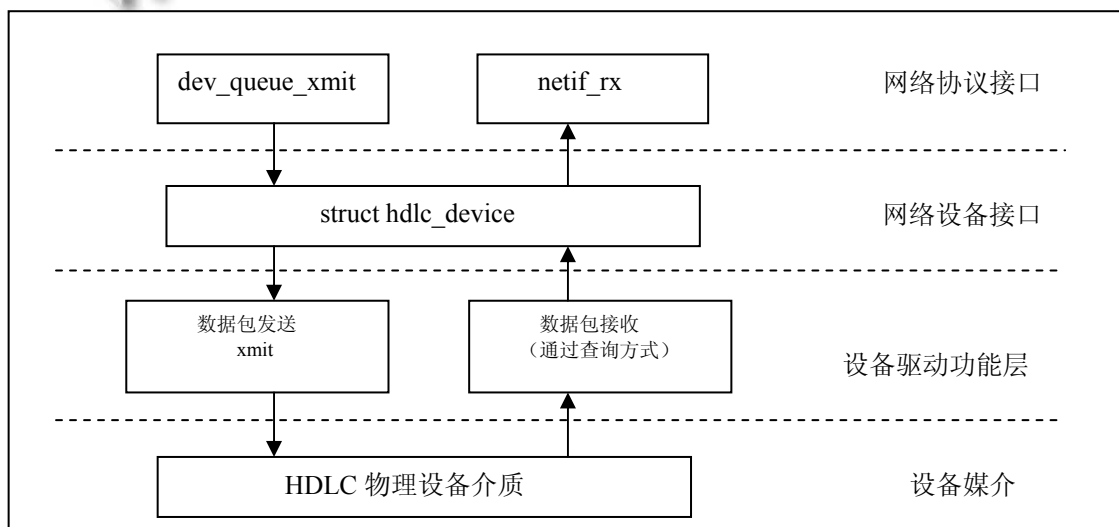 dev_queue_xmit
netif_rx
网络协议接口
struct hdlc_device
网络设备接口
数据包发送
xmit
数据包接收
（通过查询方式）
设备驱动功能层
HDLC 物理设备介质
设备媒介